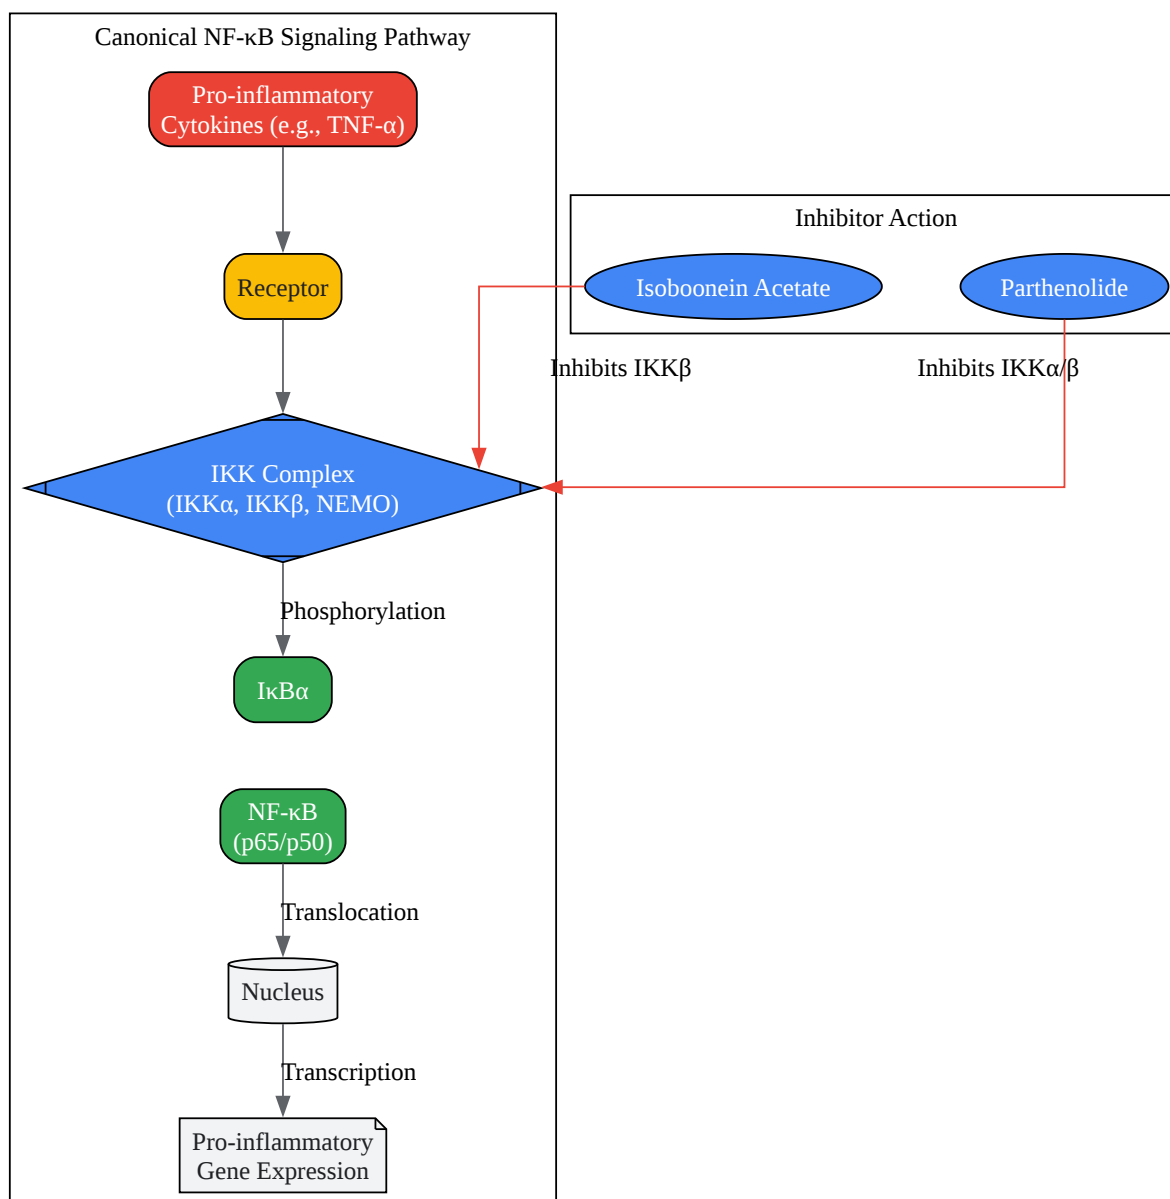 Canonical NF-κB Signaling Pathway
Pro-inflammatory
Cytokines (e.g., TNF-α)
Inhibitor Action
Receptor
Isoboonein Acetate
Parthenolide
Inhibits IKKβ
Inhibits IKKα/β
IKK Complex
(IKKα, IKKβ, NEMO)
Phosphorylation
IκBα
NF-κB
(p65/p50)
Translocation
Nucleus
Transcription
Pro-inflammatory
Gene Expression